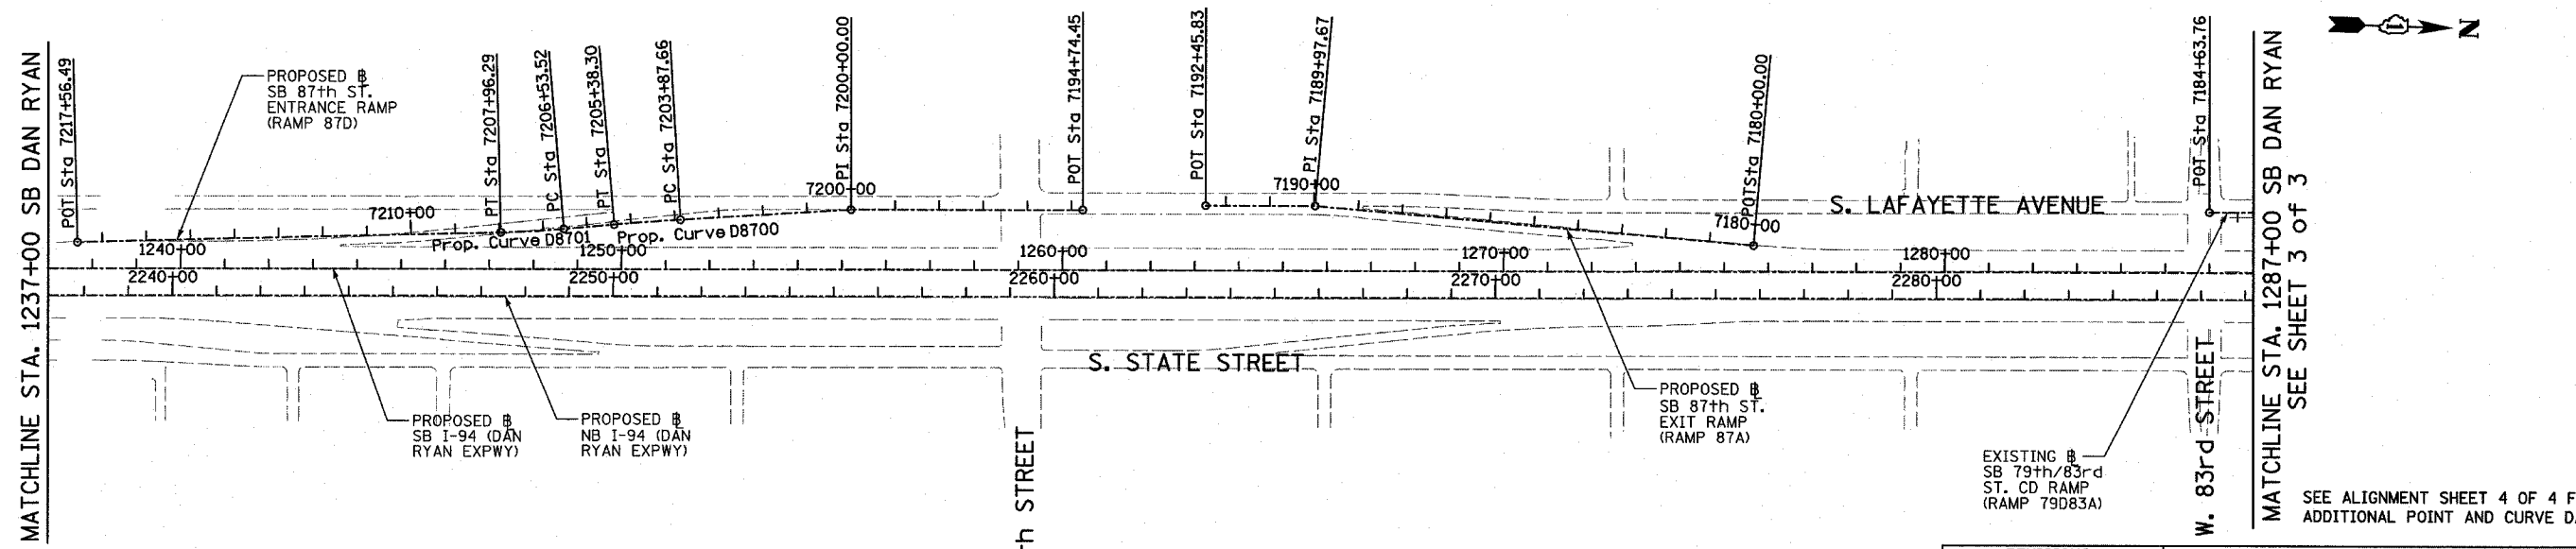 MATCHLINE STA. 1237+00 SB DAN RYAN
POT Sta 7217+56.49
PROPOSED ⅊
SB 87th ST.
ENTRANCE RAMP
(RAMP 87D)
PT Sta 7207+96.29
PC Sta 7206+53.52
PT Sta 7205+38.30
PC Sta 7203+87.66
PI Sta 7200+00.00
POT Sta 7194+74.45
POT Sta 7192+45.83
PI Sta 7189+97.67
POTSta 7180+00.00
POT Sta 7184+63.76
N
7210+00
7200+00
7190+00
7180+00
S. LAFAYETTE AVENUE
Prop. Curve D8701
Prop. Curve D8700
1240+00
1250+00
1260+00
1270+00
1280+00
2240+00
2250+00
2260+00
2270+00
2280+00
S. STATE STREET
PROPOSED ⅊
SB I-94 (DAN
RYAN EXPWY)
PROPOSED ⅊
NB I-94 (DAN
RYAN EXPWY)
th STREET
PROPOSED ⅊
SB 87th ST.
EXIT RAMP
(RAMP 87A)
EXISTING ⅊
SB 79th/83rd
ST. CD RAMP
(RAMP 79D83A)
W. 83rd STREET
MATCHLINE STA. 1287+00 SB DAN RYAN
SEE SHEET 3 of 3
SEE ALIGNMENT SHEET 4 OF 4 F
ADDITIONAL POINT AND CURVE D